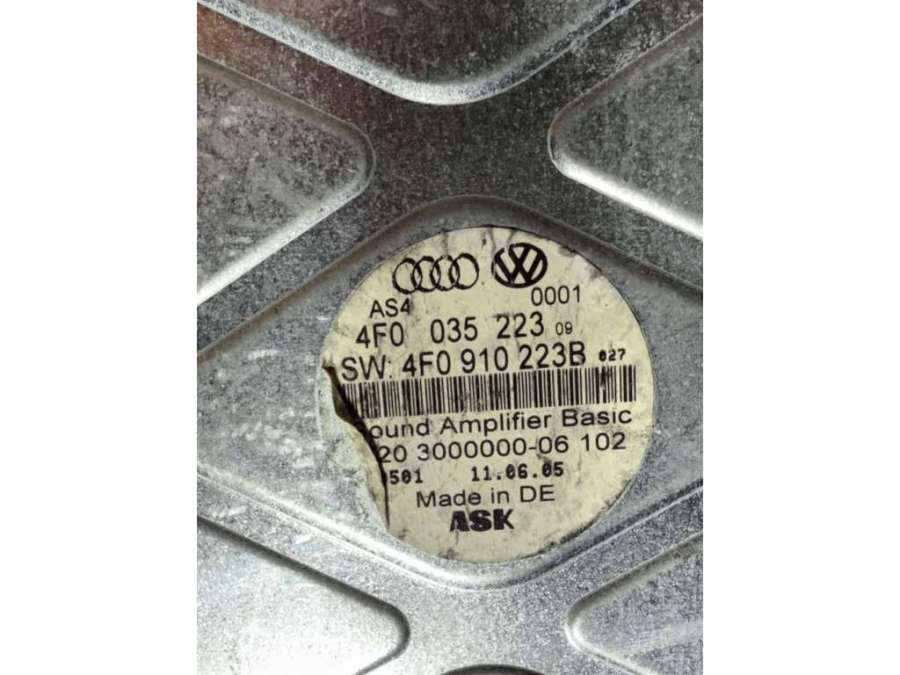 AS4 0001
4F0 035 223 09
SW: 4F0 910 223B 027
ound Amplifier Basic
20 3000000-06 102
501 11.06.05
Made in DE
ASK